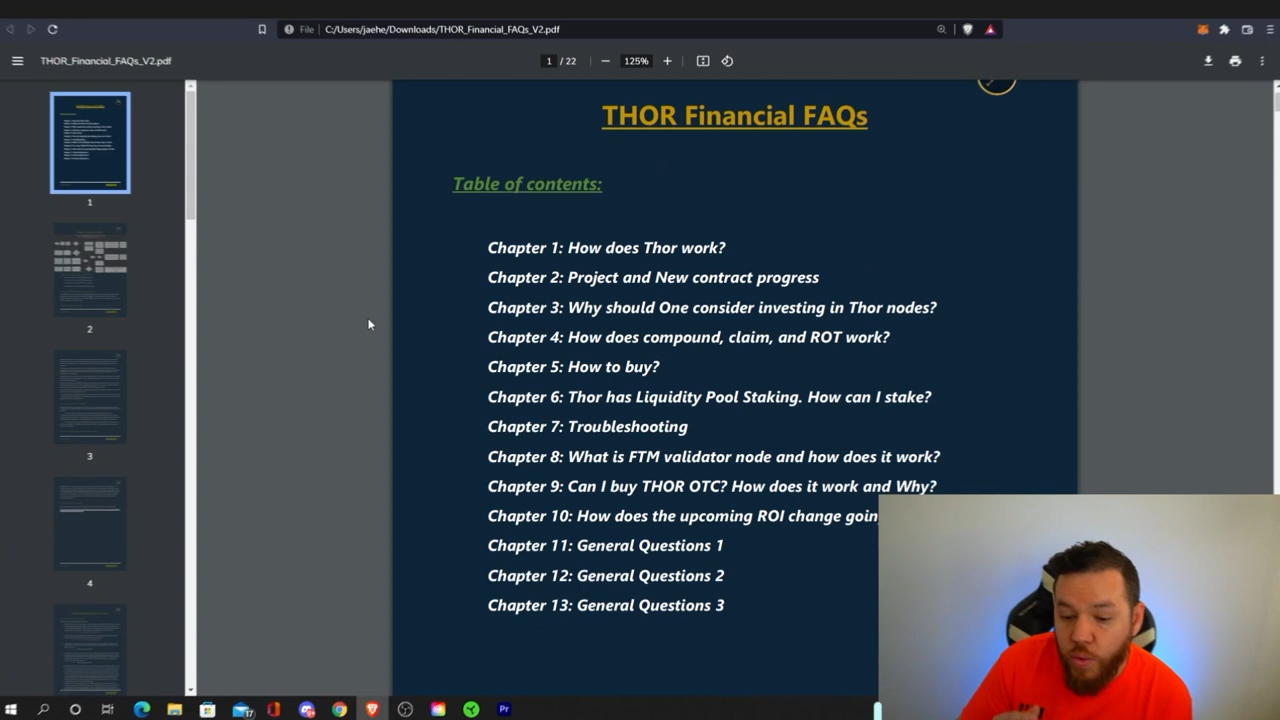 File
C:/Users/jaehe/Downloads/THOR_Financial_FAQs_V2.pdf
THOR_Financial_FAQs_V2.pdf
1 / 22
125%
THOR Financial FAQs
Table of contents:
Chapter 1: How does Thor work?
Chapter 2: Project and New contract progress
Chapter 3: Why should One consider investing in Thor nodes?
Chapter 4: How does compound, claim, and ROT work?
Chapter 5: How to buy?
Chapter 6: Thor has Liquidity Pool Staking. How can I stake?
Chapter 7: Troubleshooting
Chapter 8: What is FTM validator node and how does it work?
Chapter 9: Can I buy THOR OTC? How does it work and Why?
Chapter 10: How does the upcoming ROI change goin
Chapter 11: General Questions 1
Chapter 12: General Questions 2
Chapter 13: General Questions 3
1
2
3
4
17
Pr